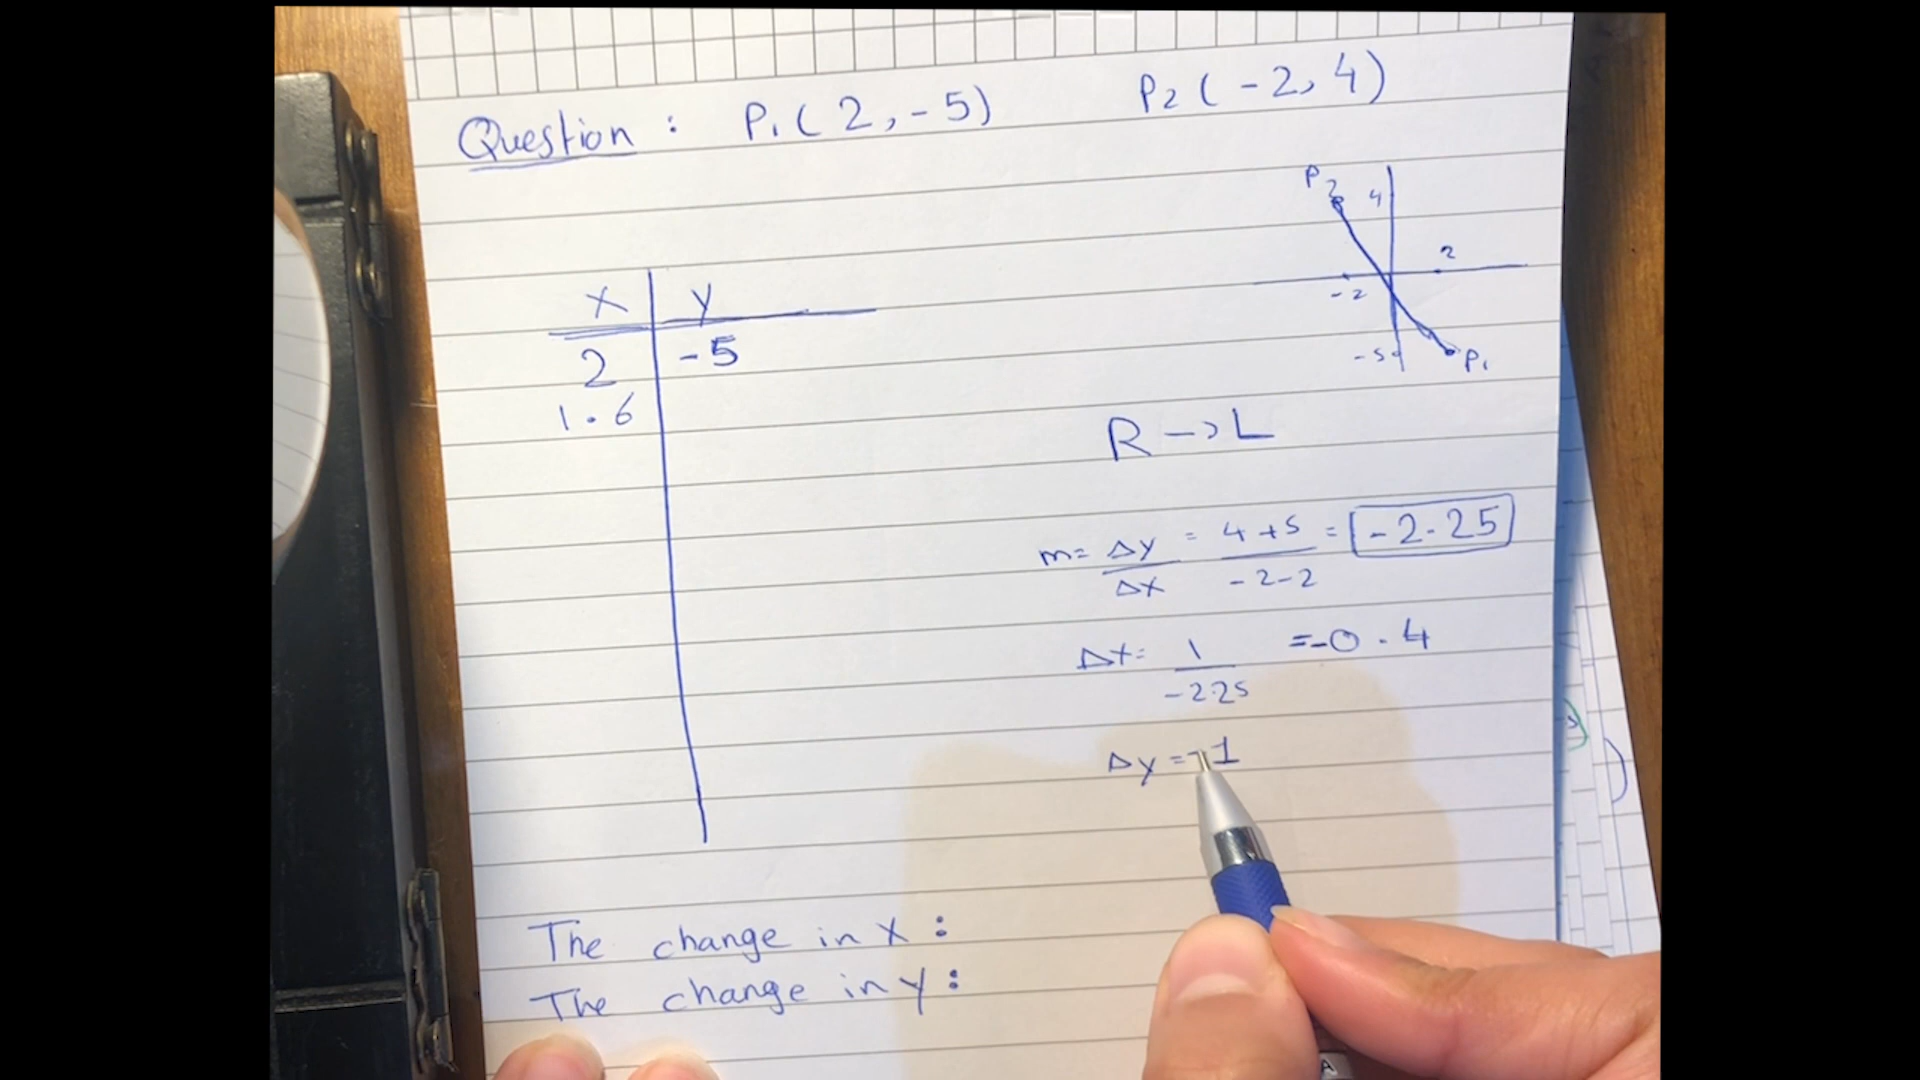 Question : P1 ( 2 , - 5 ) P2 ( - 2 , 4 )
P2 4
2
- 2
- 5 P1
x y
2 - 5
1 . 6
R -> L
m = Δy / Δx = 4 + 5 / - 2 - 2 = - 2 . 25
Δx = 1 / - 2.25 = - 0 . 4
Δy = 1
The change in x :
The change in y :